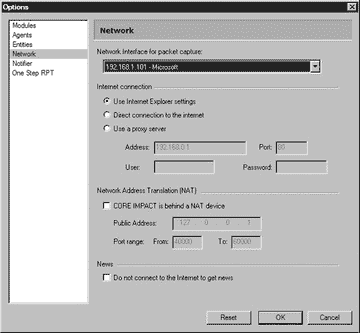 Options
Modules
Agents
Entities
Network
Notifier
One Step RPT
Network
Network Interface for packet capture:
192.168.1.101 - Microsoft
Internet connection
Use Internet Explorer settings
Direct connection to the internet
Use a proxy server
Address: 192.168.0.1 Port: 80
User: Password:
Network Address Translation (NAT)
CORE IMPACT is behind a NAT device
Public Address: 127 . 0 . 0 . 1
Port range: From: 40000 To: 60000
News
Do not connect to the Internet to get news
Reset OK Cancel